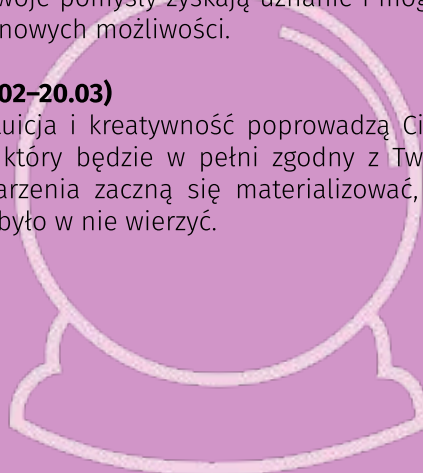 woje pomysły zyskają uznanie i mog
nowych możliwości.
02–20.03)
uicja i kreatywność poprowadzą Ci
który będzie w pełni zgodny z Tw
arzenia zaczną się materializować,
było w nie wierzyć.